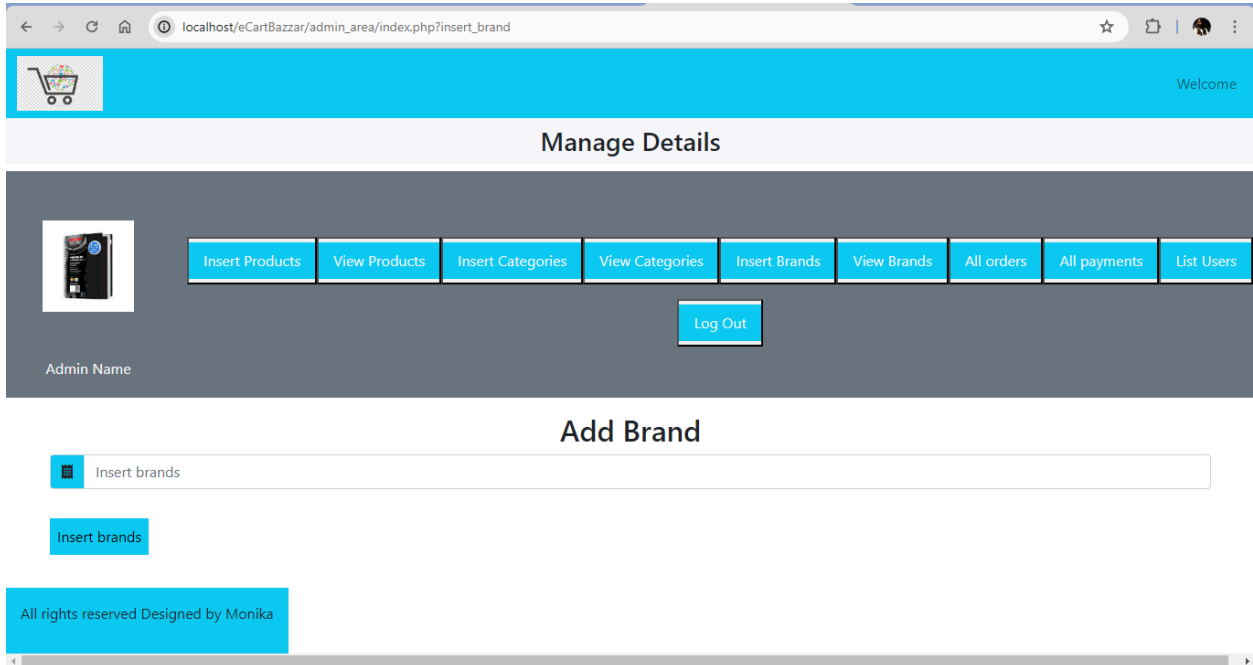 localhost/eCartBazzar/admin_area/index.php?insert_brand
Welcome
Manage Details
Insert Products View Products Insert Categories View Categories Insert Brands View Brands All orders All payments List Users
Log Out
Admin Name
Add Brand
Insert brands
Insert brands
All rights reserved Designed by Monika